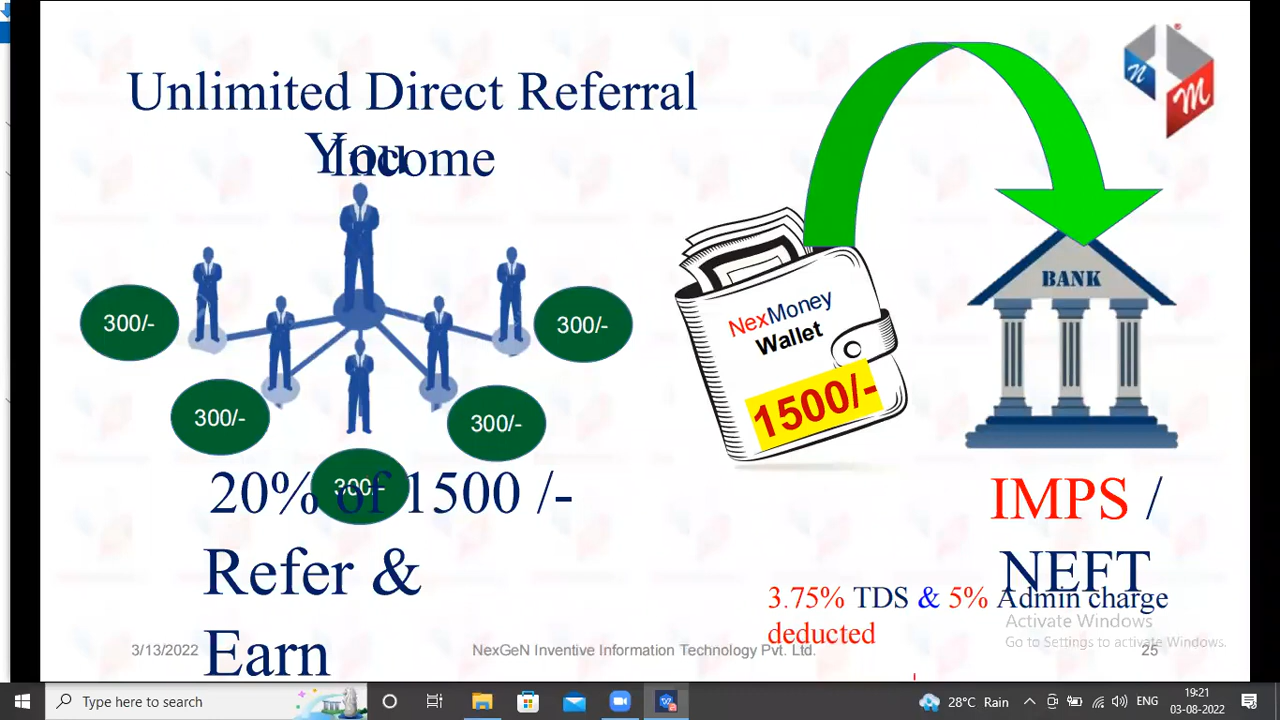 Unlimited Direct Referral
Income
You
300/-
300/-
300/-
300/-
300/-
20% of 1500 /-
Refer &
Earn
NexMoney
Wallet
1500/-
BANK
n
m
IMPS /
NEFT
3.75% TDS & 5% Admin charge
deducted
Activate Windows
Go to Settings to activate Windows.
3/13/2022
NexGeN Inventive Information Technology Pvt. Ltd.
25
Type here to search
28°C Rain
ENG
19:21
03-08-2022